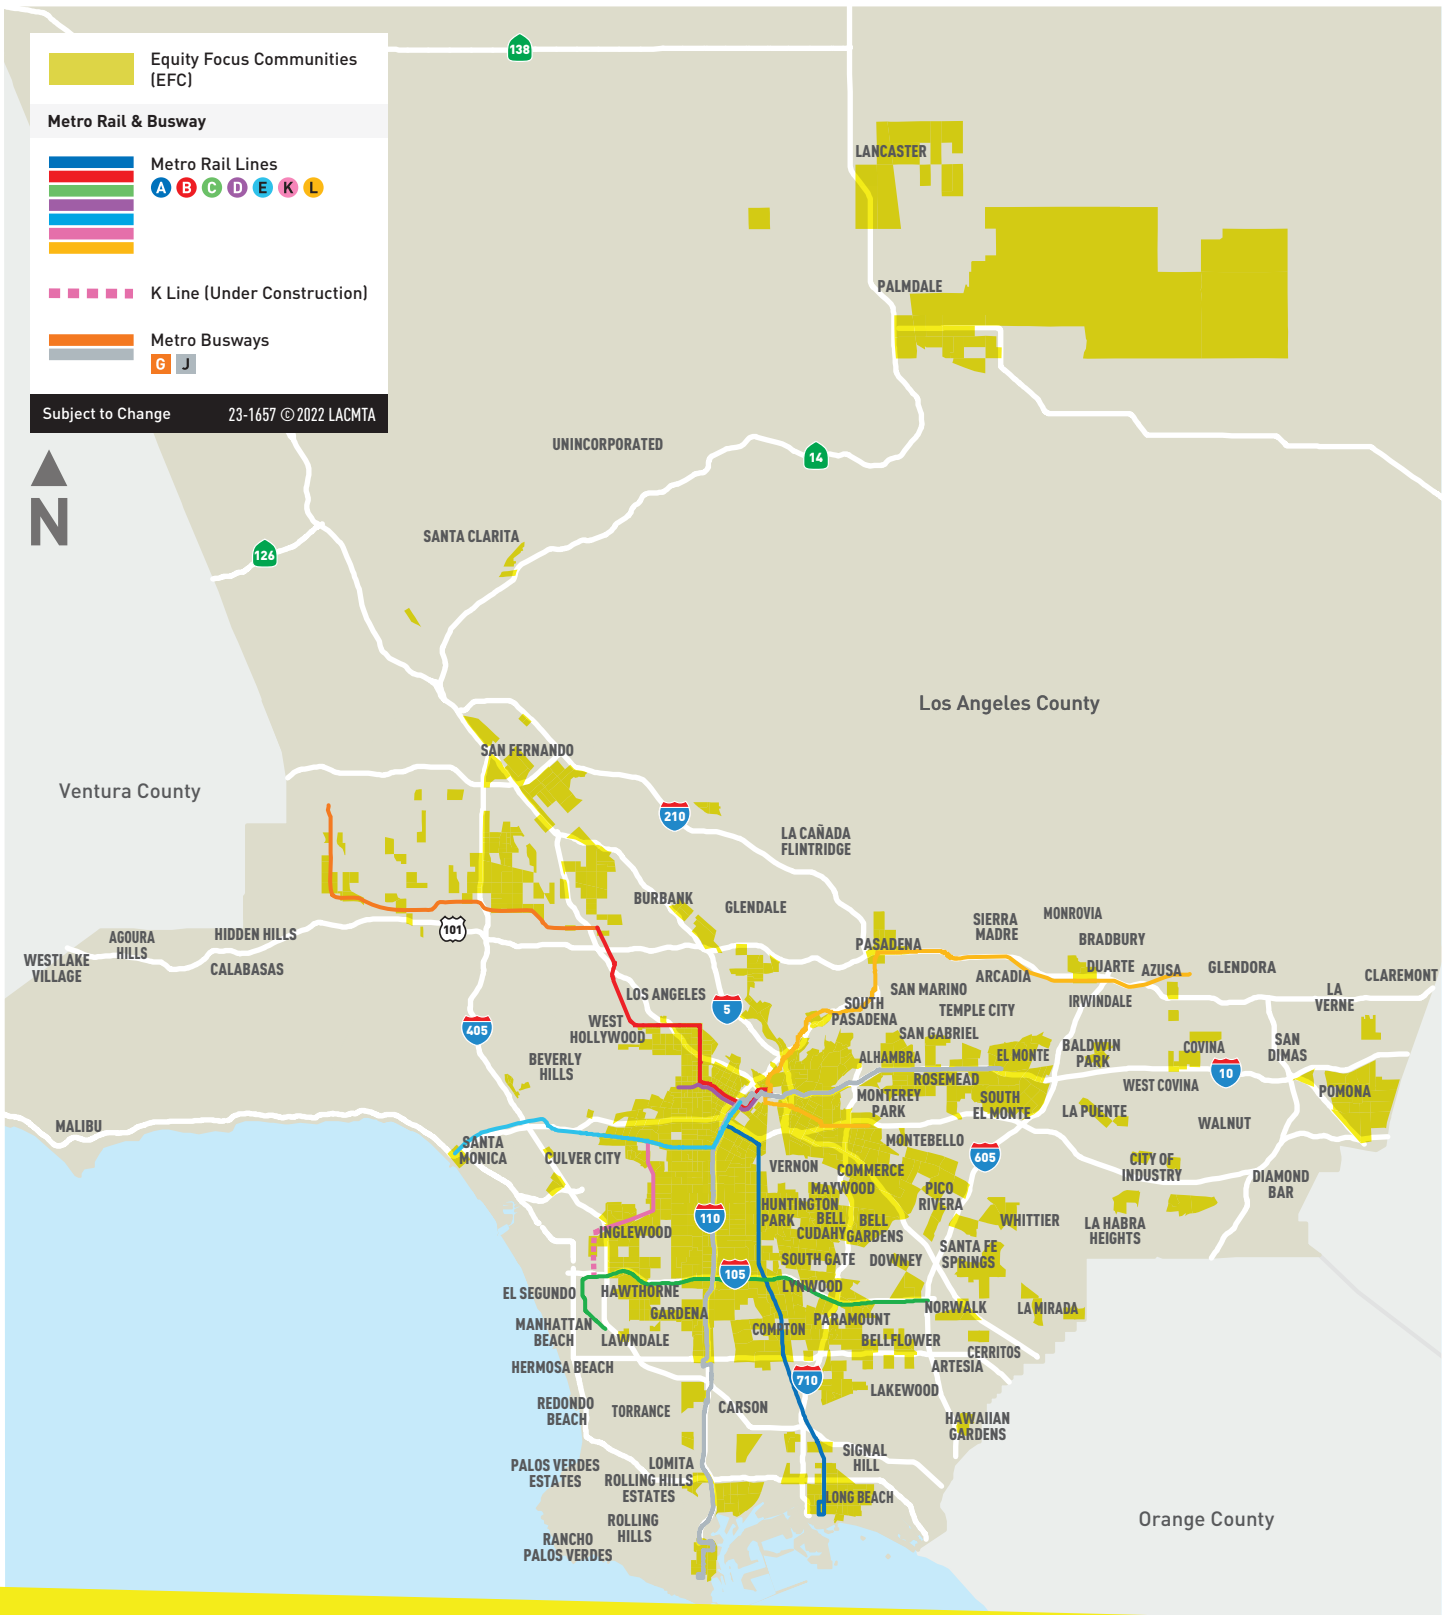 Equity Focus Communities
(EFC)
Metro Rail & Busway
Metro Rail Lines
A B C D E K L
K Line (Under Construction)
Metro Busways
G J
Subject to Change 23-1657 © 2022 LACMTA
N
138
LANCASTER
PALMDALE
UNINCORPORATED
14
SANTA CLARITA
126
Los Angeles County
Ventura County
SAN FERNANDO
210
LA CAÑADA
FLINTRIDGE
BURBANK
GLENDALE
101
AGOURA
HILLS
HIDDEN HILLS
WESTLAKE
VILLAGE
CALABASAS
PASADENA
SIERRA
MADRE
MONROVIA
BRADBURY
DUARTE
AZUSA
GLENDORA
CLAREMONT
ARCADIA
LA
VERNE
LOS ANGELES
5
405
WEST
HOLLYWOOD
BEVERLY
HILLS
SAN MARINO
SOUTH
PASADENA
TEMPLE CITY
IRWINDALE
SAN GABRIEL
ALHAMBRA
EL MONTE
BALDWIN
PARK
COVINA
SAN
DIMAS
10
ROSEMEAD
WEST COVINA
POMONA
MONTEREY
PARK
SOUTH
EL MONTE
LA PUENTE
WALNUT
MALIBU
SANTA
MONICA
CULVER CITY
MONTEBELLO
605
VERNON
COMMERCE
CITY OF
INDUSTRY
DIAMOND
BAR
MAYWOOD
PICO
RIVERA
HUNTINGTON
PARK
BELL
BELL
GARDENS
CUDAHY
WHITTIER
LA HABRA
HEIGHTS
110
INGLEWOOD
SOUTH GATE
DOWNEY
SANTA FE
SPRINGS
105
EL SEGUNDO
HAWTHORNE
LYNWOOD
GARDENA
NORWALK
LA MIRADA
MANHATTAN
BEACH
LAWNDALE
COMPTON
PARAMOUNT
BELLFLOWER
CERRITOS
HERMOSA BEACH
ARTESIA
710
LAKEWOOD
REDONDO
BEACH
TORRANCE
CARSON
HAWAIIAN
GARDENS
SIGNAL
HILL
PALOS VERDES
ESTATES
LOMITA
ROLLING HILLS
ESTATES
LONG BEACH
ROLLING
HILLS
RANCHO
PALOS VERDES
Orange County